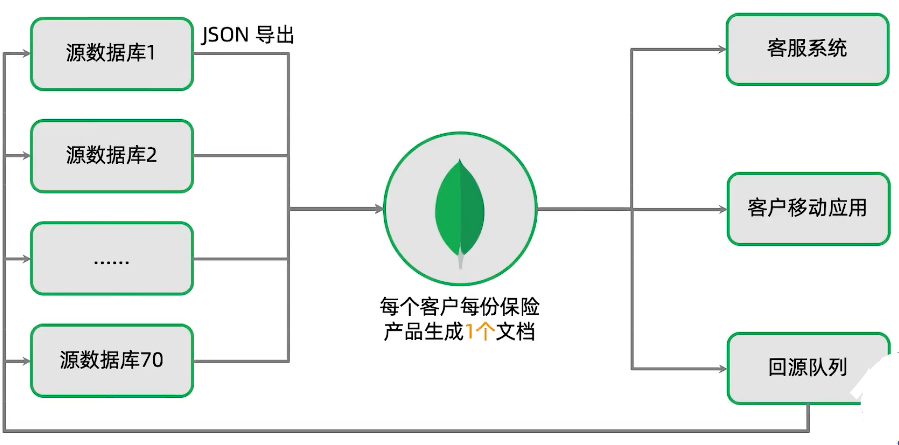 源数据库1
JSON 导出
源数据库2
......
源数据库70
每个客户每份保险
产品生成1个文档
客服系统
客户移动应用
回源队列